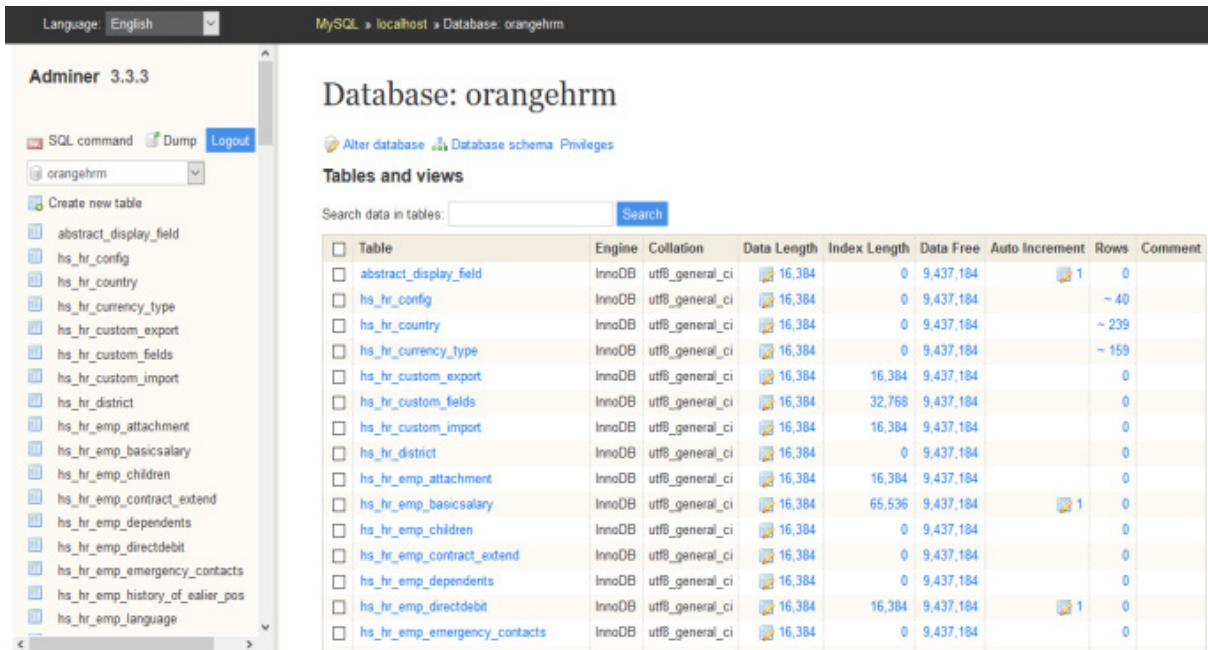 Language: English
MySQL » localhost » Database: orangehrm
Adminer 3.3.3
SQL command Dump Logout
orangehrm
Create new table
abstract_display_field
hs_hr_config
hs_hr_country
hs_hr_currency_type
hs_hr_custom_export
hs_hr_custom_fields
hs_hr_custom_import
hs_hr_district
hs_hr_emp_attachment
hs_hr_emp_basicsalary
hs_hr_emp_children
hs_hr_emp_contract_extend
hs_hr_emp_dependents
hs_hr_emp_directdebit
hs_hr_emp_emergency_contacts
hs_hr_emp_history_of_ealier_pos
hs_hr_emp_language
Database: orangehrm
Alter database Database schema Privileges
Tables and views
Search data in tables: Search
Table Engine Collation Data Length Index Length Data Free Auto Increment Rows Comment
abstract_display_field InnoDB utf8_general_ci 16,384 0 9,437,184 1 0
hs_hr_config InnoDB utf8_general_ci 16,384 0 9,437,184 ~ 40
hs_hr_country InnoDB utf8_general_ci 16,384 0 9,437,184 ~ 239
hs_hr_currency_type InnoDB utf8_general_ci 16,384 0 9,437,184 ~ 159
hs_hr_custom_export InnoDB utf8_general_ci 16,384 16,384 9,437,184 0
hs_hr_custom_fields InnoDB utf8_general_ci 16,384 32,768 9,437,184 0
hs_hr_custom_import InnoDB utf8_general_ci 16,384 16,384 9,437,184 0
hs_hr_district InnoDB utf8_general_ci 16,384 0 9,437,184 0
hs_hr_emp_attachment InnoDB utf8_general_ci 16,384 16,384 9,437,184 0
hs_hr_emp_basicsalary InnoDB utf8_general_ci 16,384 65,536 9,437,184 1 0
hs_hr_emp_children InnoDB utf8_general_ci 16,384 0 9,437,184 0
hs_hr_emp_contract_extend InnoDB utf8_general_ci 16,384 0 9,437,184 0
hs_hr_emp_dependents InnoDB utf8_general_ci 16,384 0 9,437,184 0
hs_hr_emp_directdebit InnoDB utf8_general_ci 16,384 16,384 9,437,184 1 0
hs_hr_emp_emergency_contacts InnoDB utf8_general_ci 16,384 0 9,437,184 0